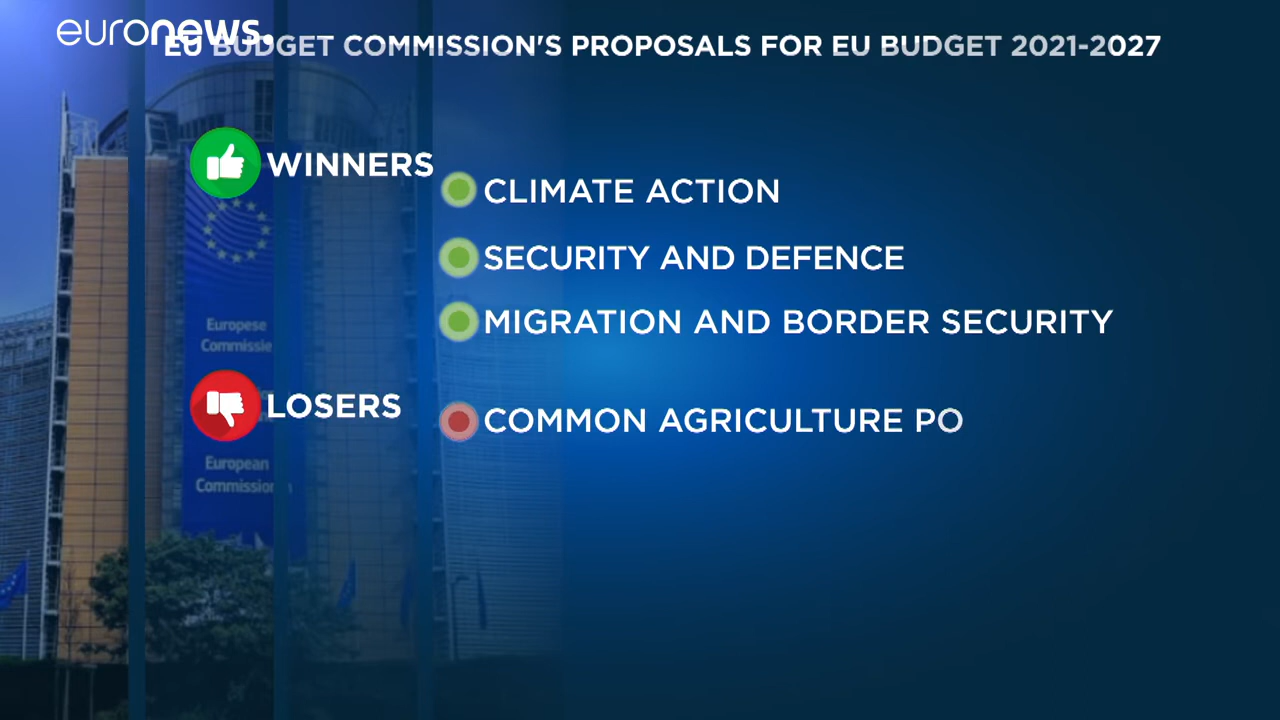 euronews.
EU BUDGET COMMISSION'S PROPOSALS FOR EU BUDGET 2021-2027
WINNERS
CLIMATE ACTION
SECURITY AND DEFENCE
MIGRATION AND BORDER SECURITY
Europese
Commissie
LOSERS
COMMON AGRICULTURE PO
European
Commission